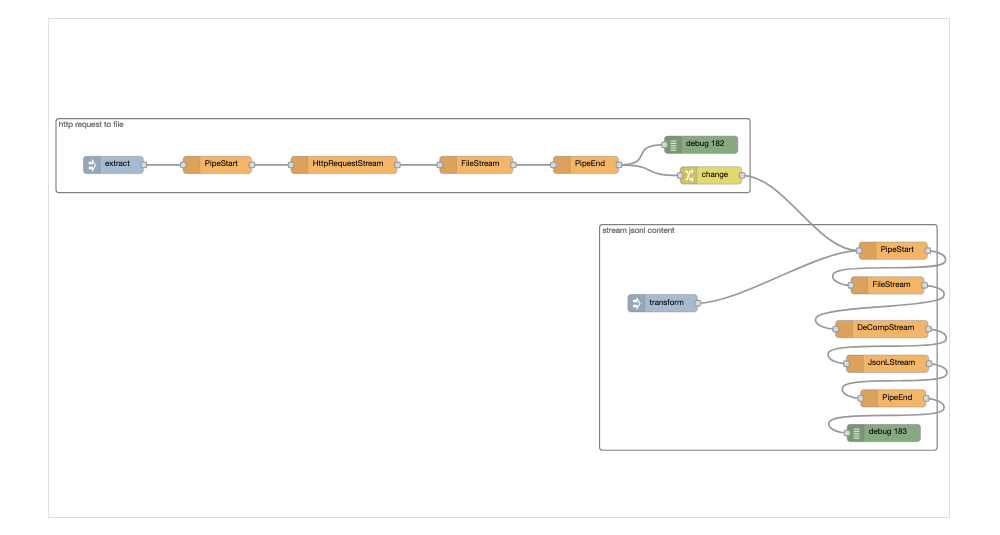 http request to file
extract
PipeStart
HttpRequestStream
FileStream
PipeEnd
debug 182
change
stream jsonl content
PipeStart
FileStream
transform
DeCompStream
JsonLStream
PipeEnd
debug 183